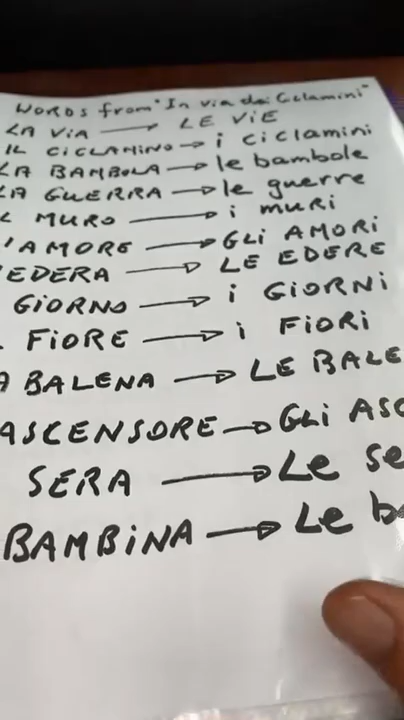 WORDS from "In via dei Ciclamini"
LA VIA → LE VIE
IL CICLAMINO → i ciclamini
LA BAMBOLA → le bambole
LA GUERRA → le guerre
L MURO → i muri
'AMORE → GLI AMORI
'EDERA → LE EDERE
GIORNO → i GIORNI
FIORE → i FIORI
A BALENA → LE BALE
ASCENSORE → GLI ASC
SERA → Le se
BAMBINA → Le b